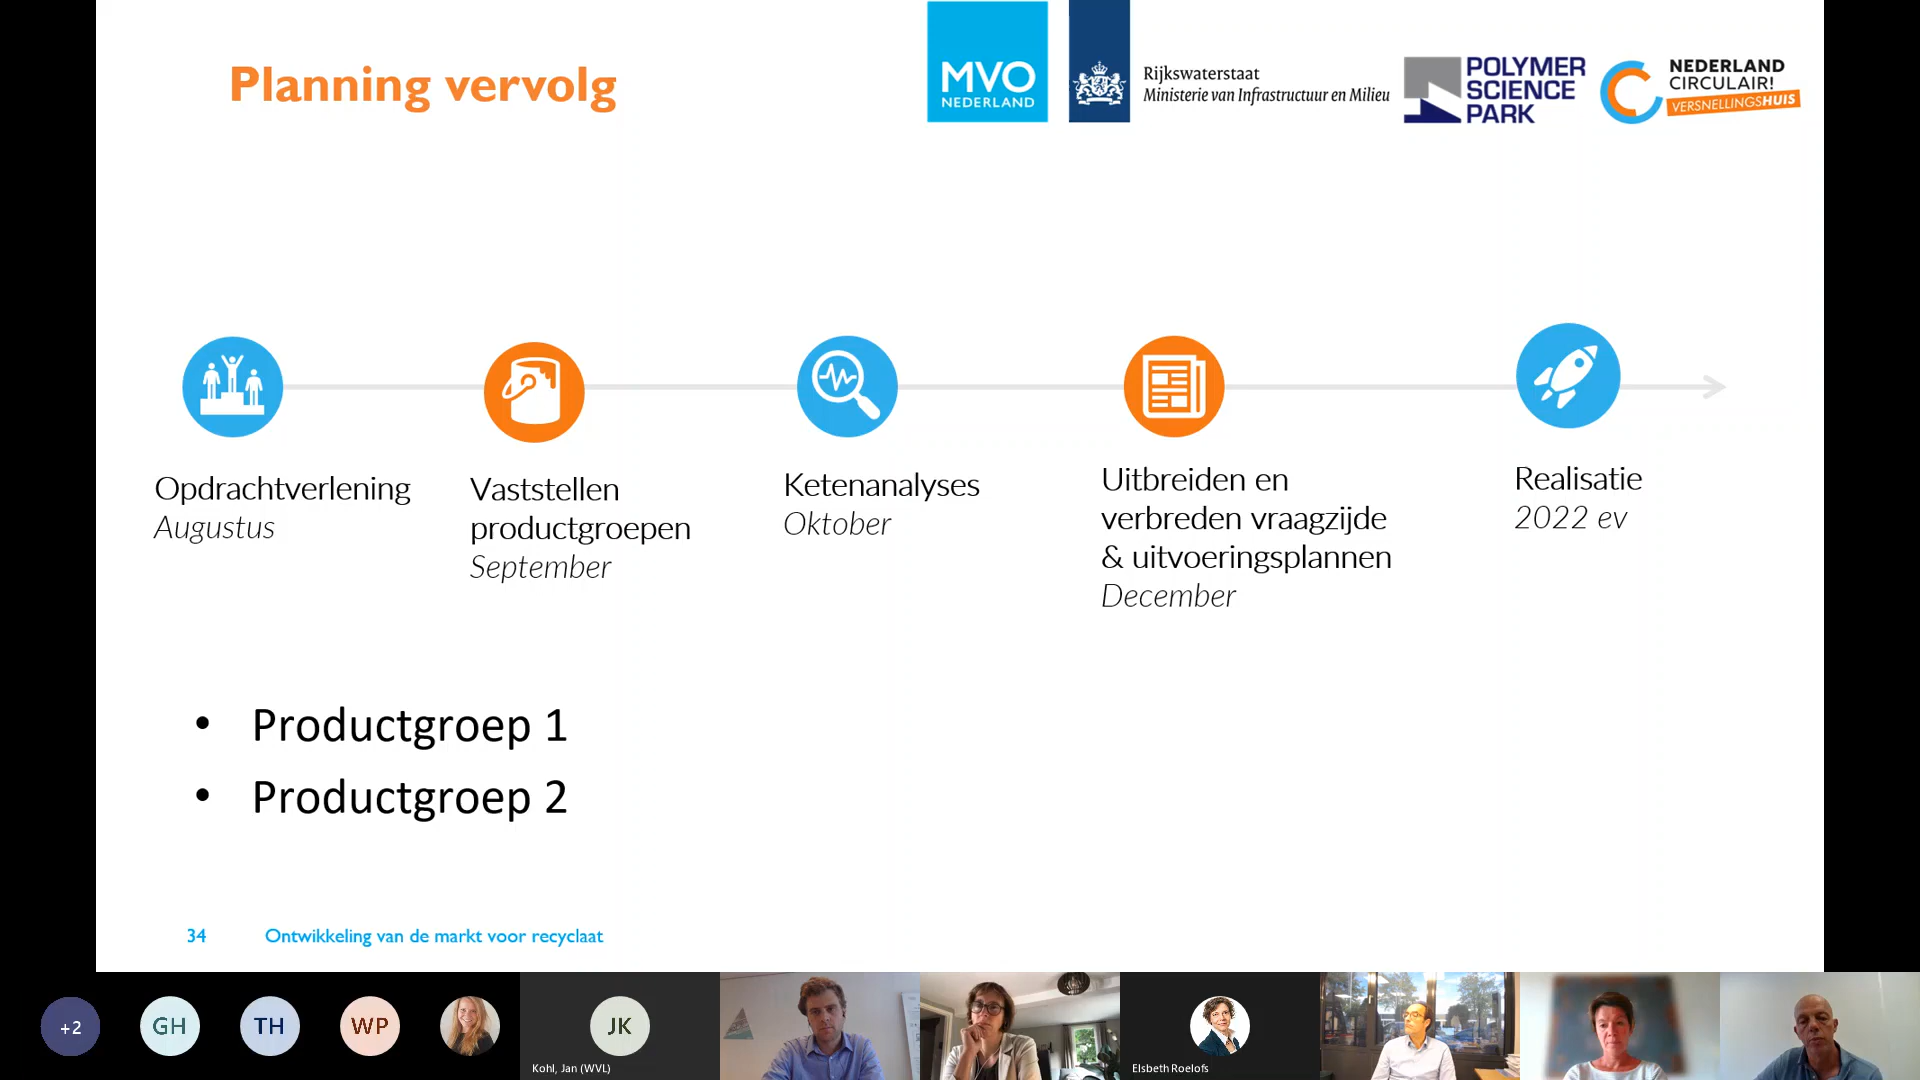 Planning vervolg
MVO
NEDERLAND
Rijkswaterstaat
Ministerie van Infrastructuur en Milieu
POLYMER
SCIENCE
PARK
NEDERLAND
CIRCULAIR!
VERSNELLINGSHUIS
Opdrachtverlening
Augustus
Vaststellen
productgroepen
September
Ketenanalyses
Oktober
Uitbreiden en
verbreden vraagzijde
& uitvoeringsplannen
December
Realisatie
2022 ev
• Productgroep 1
• Productgroep 2
34 Ontwikkeling van de markt voor recyclaat
+2
GH
TH
WP
JK
Kohl, Jan (WVL)
Elsbeth Roelofs